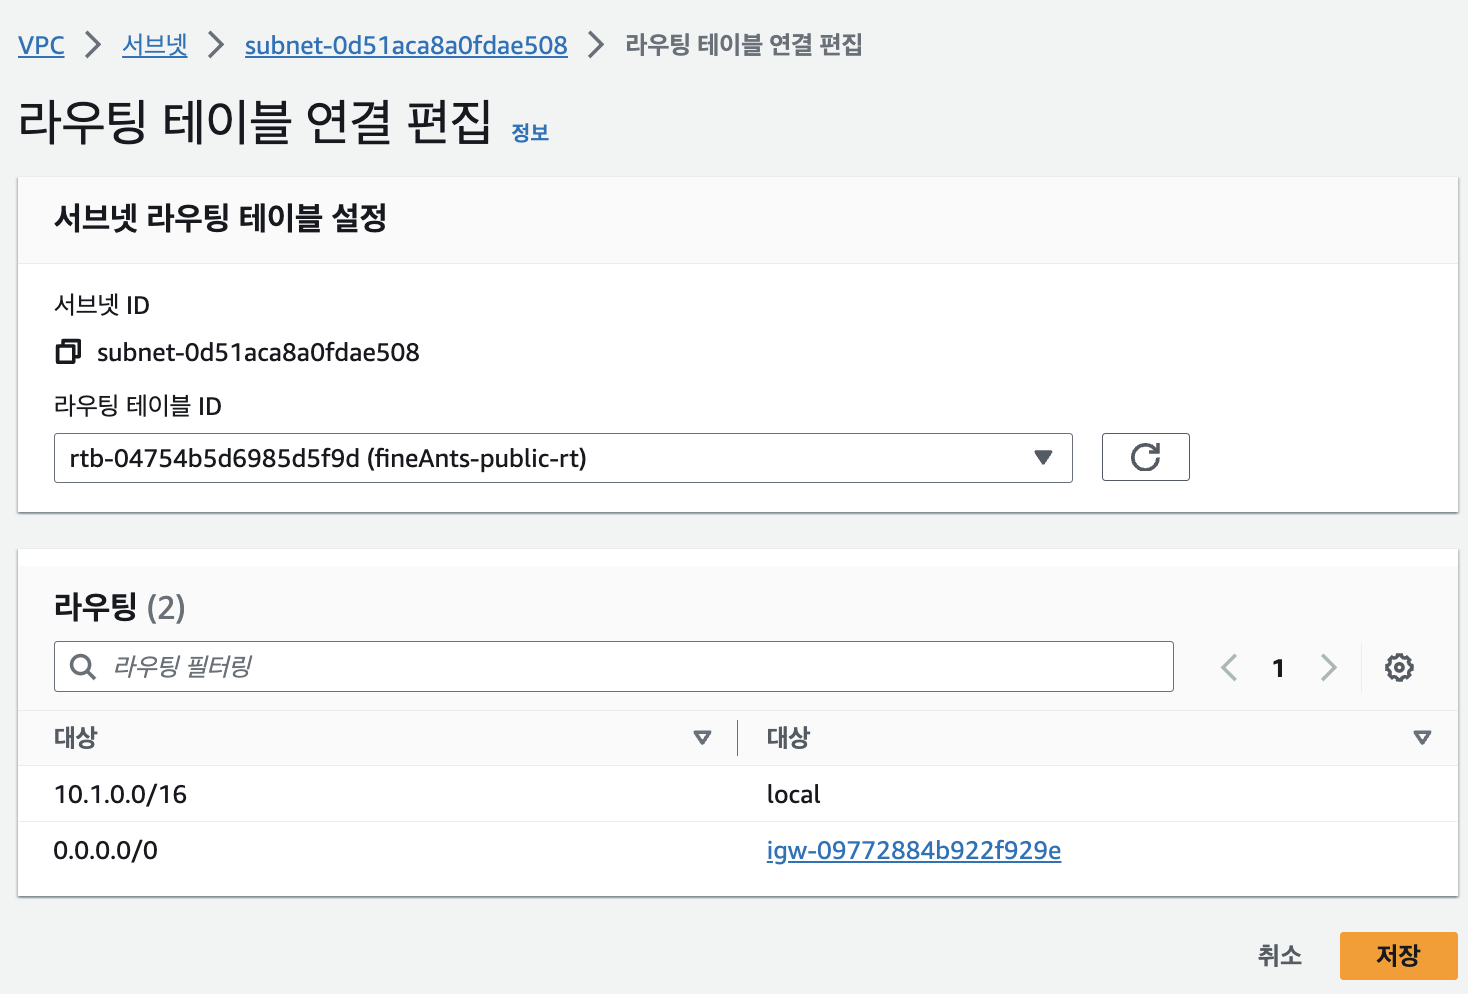 VPC > 서브넷 > subnet-0d51aca8a0fdae508 > 라우팅 테이블 연결 편집
라우팅 테이블 연결 편집 정보
서브넷 라우팅 테이블 설정
서브넷 ID
subnet-0d51aca8a0fdae508
라우팅 테이블 ID
rtb-04754b5d6985d5f9d (fineAnts-public-rt)
라우팅 (2)
라우팅 필터링
1
대상 대상
10.1.0.0/16 local
0.0.0.0/0 igw-09772884b922f929e
취소 저장